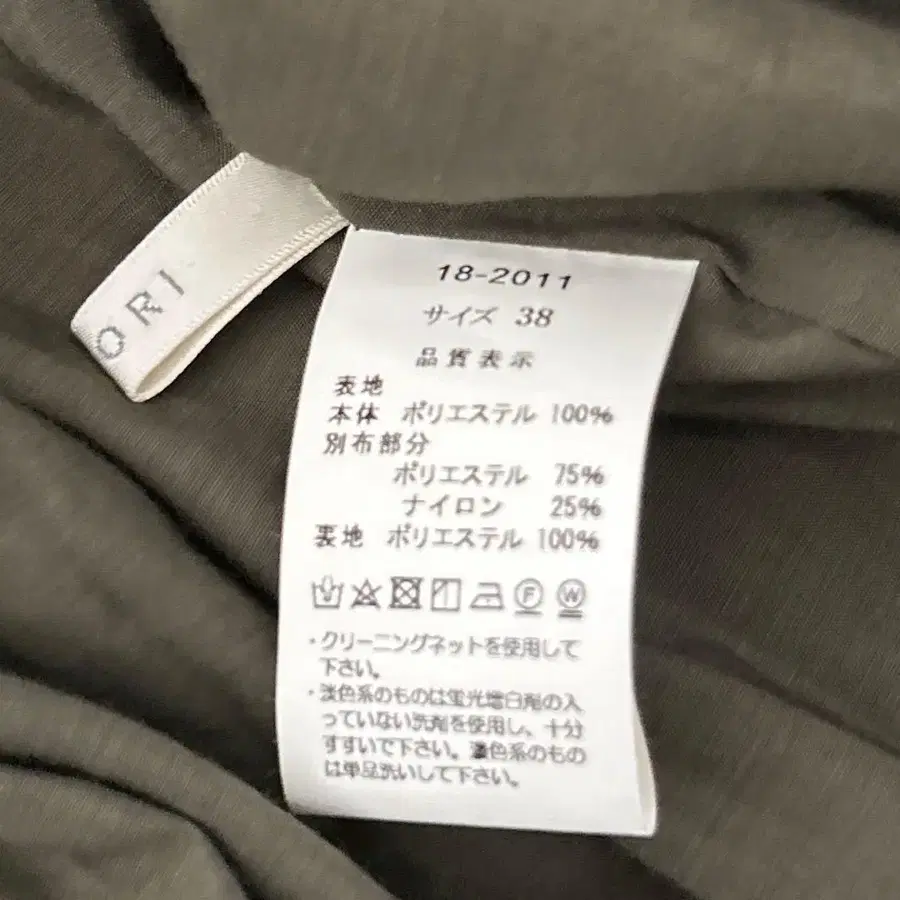 ORI
18-2011
サイズ 38
品質表示
表地
本体 ポリエステル 100%
別布部分
ポリエステル 75%
ナイロン 25%
裏地 ポリエステル 100%
F W
・クリーニングネットを使用して
下さい。
・淡色系のものは蛍光増白剤の入
っていない洗剤を使用し、十分
すすいで下さい。濃色系のもの
は単品洗いして下さい。